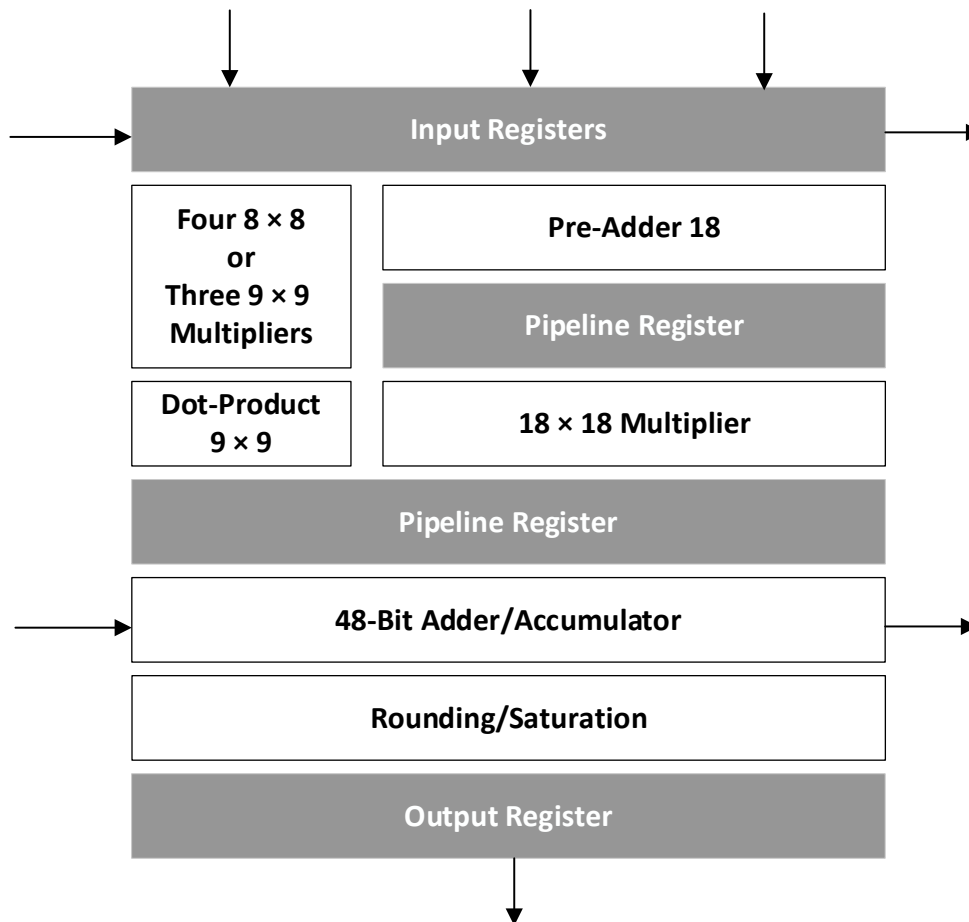 Input Registers
Four 8 × 8
or
Three 9 × 9
Multipliers
Pre-Adder 18
Pipeline Register
Dot-Product
9 × 9
18 × 18 Multiplier
Pipeline Register
48-Bit Adder/Accumulator
Rounding/Saturation
Output Register